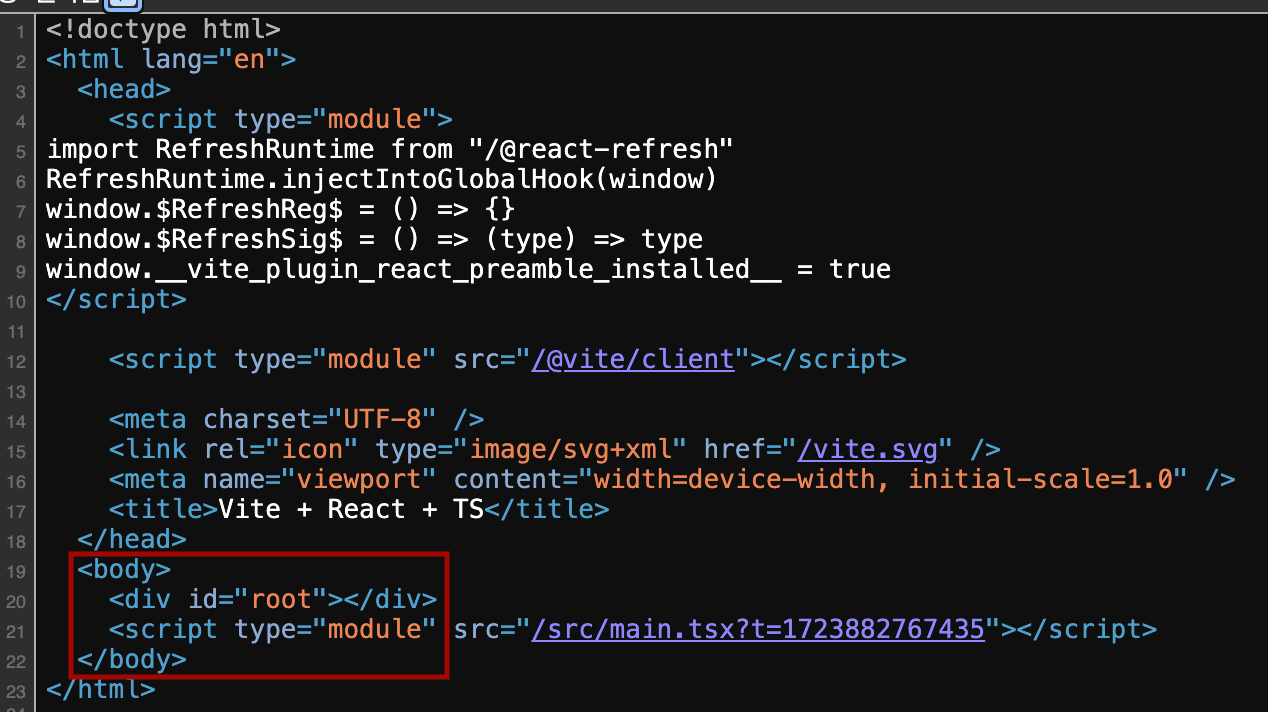 1 <!doctype html>
2 <html lang="en">
3   <head>
4     <script type="module">
5 import RefreshRuntime from "/@react-refresh"
6 RefreshRuntime.injectIntoGlobalHook(window)
7 window.$RefreshReg$ = () => {}
8 window.$RefreshSig$ = () => (type) => type
9 window.__vite_plugin_react_preamble_installed__ = true
10 </script>
11
12     <script type="module" src="/@vite/client"></script>
13
14     <meta charset="UTF-8" />
15     <link rel="icon" type="image/svg+xml" href="/vite.svg" />
16     <meta name="viewport" content="width=device-width, initial-scale=1.0" />
17     <title>Vite + React + TS</title>
18   </head>
19   <body>
20     <div id="root"></div>
21     <script type="module" src="/src/main.tsx?t=1723882767435"></script>
22   </body>
23 </html>